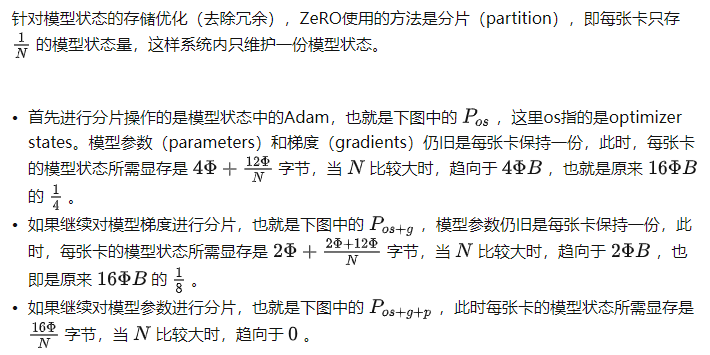 针对模型状态的存储优化（去除冗余），ZeRO使用的方法是分片（partition），即每张卡只存
$\frac{1}{N}$ 的模型状态量，这样系统内只维护一份模型状态。
• 首先进行分片操作的是模型状态中的Adam，也就是下图中的 $P_{os}$ ，这里os指的是optimizer
states。模型参数（parameters）和梯度（gradients）仍旧是每张卡保持一份，此时，每张卡
的模型状态所需显存是 $4\Phi + \frac{12\Phi}{N}$ 字节，当 $N$ 比较大时，趋向于 $4\Phi B$ ，也就是原来 $16\Phi B$
的 $\frac{1}{4}$ 。
• 如果继续对模型梯度进行分片，也就是下图中的 $P_{os+g}$ ，模型参数仍旧是每张卡保持一份，此
时，每张卡的模型状态所需显存是 $2\Phi + \frac{2\Phi+12\Phi}{N}$ 字节，当 $N$ 比较大时，趋向于 $2\Phi B$ ，也
即是原来 $16\Phi B$ 的 $\frac{1}{8}$ 。
• 如果继续对模型参数进行分片，也就是下图中的 $P_{os+g+p}$ ，此时每张卡的模型状态所需显存是
$\frac{16\Phi}{N}$ 字节，当 $N$ 比较大时，趋向于 $0$ 。